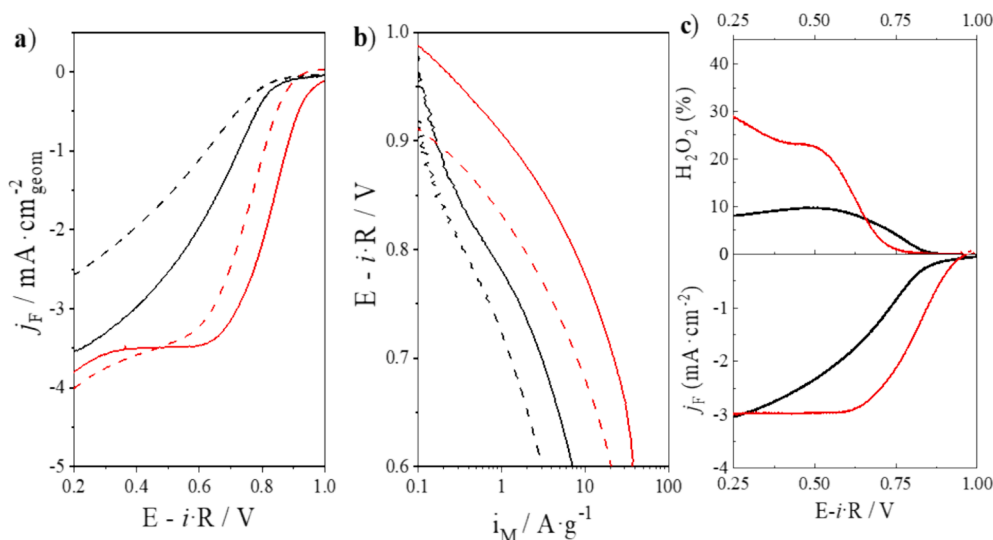 a)
0
-1
-2
-3
-4
-5
j_F / mA·cm⁻²_geom
0.2 0.4 0.6 0.8 1.0
E - i·R / V
b)
1.0
0.9
0.8
0.7
0.6
E - i·R / V
0.1 1 10 100
i_M / A·g⁻¹
c)
0.25 0.50 0.75 1.00
40
30
20
10
0
H₂O₂ (%)
-1
-2
-3
-4
j_F (mA·cm⁻²)
0.25 0.50 0.75 1.00
E-i·R / V